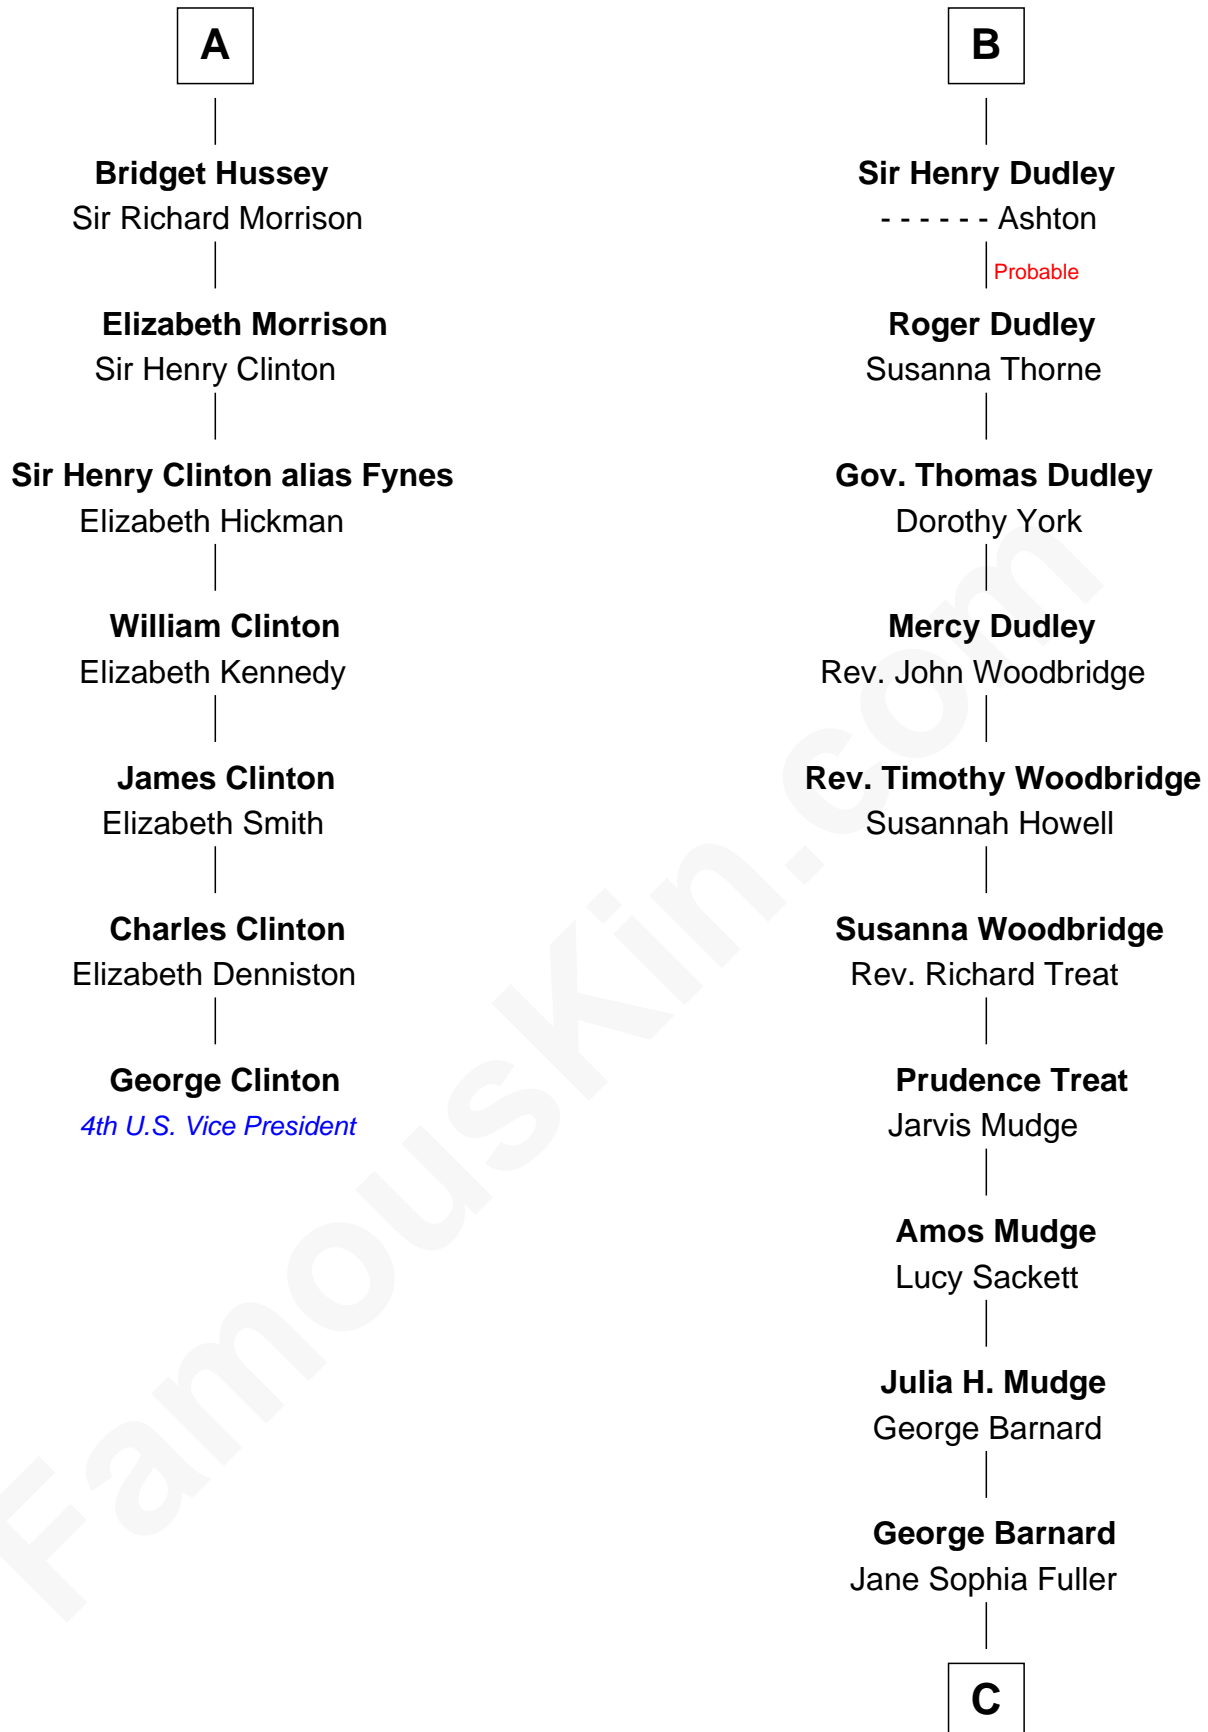 A
Bridget Hussey
Sir Richard Morrison
Elizabeth Morrison
Sir Henry Clinton
Sir Henry Clinton alias Fynes
Elizabeth Hickman
William Clinton
Elizabeth Kennedy
James Clinton
Elizabeth Smith
Charles Clinton
Elizabeth Denniston
George Clinton
4th U.S. Vice President
B
Sir Henry Dudley
- - - - - - Ashton
Probable
Roger Dudley
Susanna Thorne
Gov. Thomas Dudley
Dorothy York
Mercy Dudley
Rev. John Woodbridge
Rev. Timothy Woodbridge
Susannah Howell
Susanna Woodbridge
Rev. Richard Treat
Prudence Treat
Jarvis Mudge
Amos Mudge
Lucy Sackett
Julia H. Mudge
George Barnard
George Barnard
Jane Sophia Fuller
C
FamousKin.com